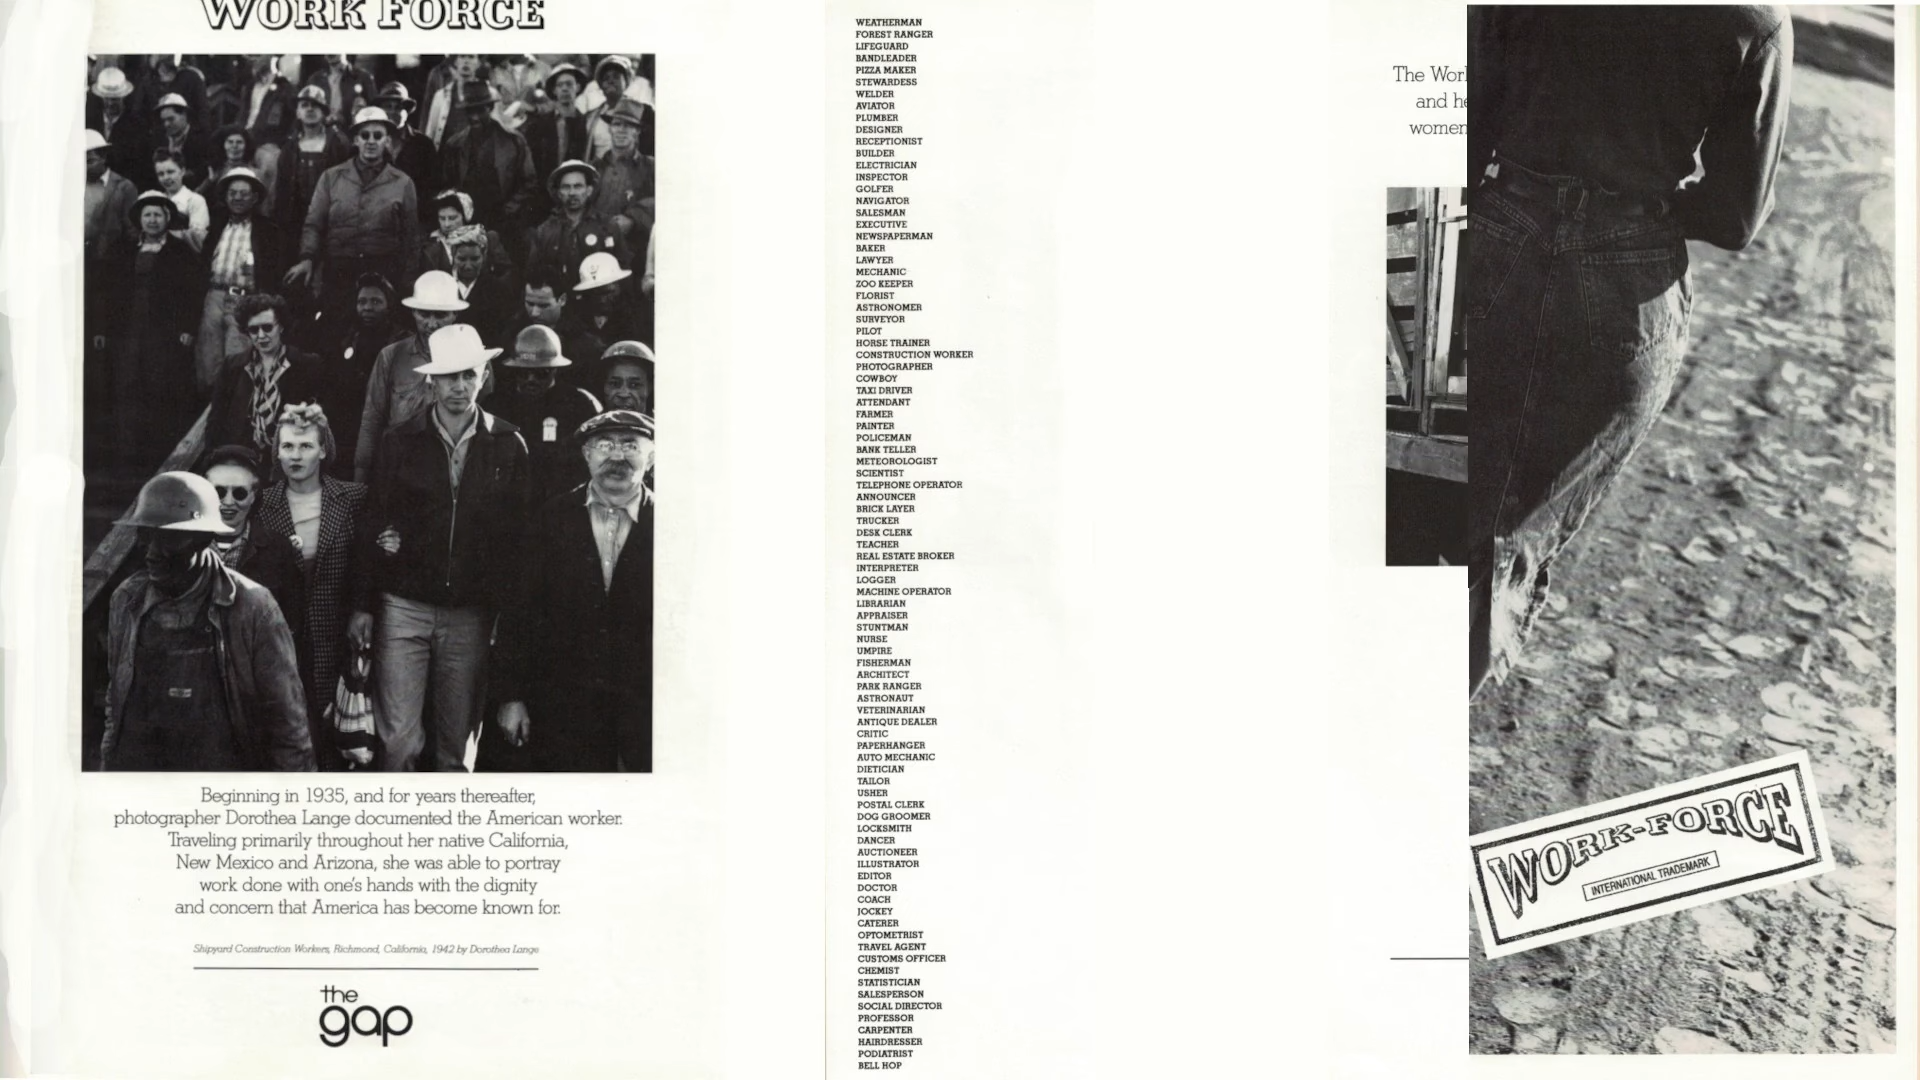 WORK FORCE
Beginning in 1935, and for years thereafter,
photographer Dorothea Lange documented the American worker.
Traveling primarily throughout her native California,
New Mexico and Arizona, she was able to portray
work done with one's hands with the dignity
and concern that America has become known for.
Shipyard Construction Workers, Richmond, California, 1942 by Dorothea Lange
the
gap
WEATHERMAN
FOREST RANGER
LIFEGUARD
BANDLEADER
PIZZA MAKER
STEWARDESS
WELDER
AVIATOR
PLUMBER
DESIGNER
RECEPTIONIST
BUILDER
ELECTRICIAN
INSPECTOR
GOLFER
NAVIGATOR
SALESMAN
EXECUTIVE
NEWSPAPERMAN
BAKER
LAWYER
MECHANIC
ZOO KEEPER
FLORIST
ASTRONOMER
SURVEYOR
PILOT
HORSE TRAINER
CONSTRUCTION WORKER
PHOTOGRAPHER
COWBOY
TAXI DRIVER
ATTENDANT
FARMER
PAINTER
POLICEMAN
BANK TELLER
METEOROLOGIST
SCIENTIST
TELEPHONE OPERATOR
ANNOUNCER
BRICK LAYER
TRUCKER
DESK CLERK
TEACHER
REAL ESTATE BROKER
INTERPRETER
LOGGER
MACHINE OPERATOR
LIBRARIAN
APPRAISER
STUNTMAN
NURSE
UMPIRE
FISHERMAN
ARCHITECT
PARK RANGER
ASTRONAUT
VETERINARIAN
ANTIQUE DEALER
CRITIC
PAPERHANGER
AUTO MECHANIC
DIETICIAN
TAILOR
USHER
POSTAL CLERK
DOG GROOMER
LOCKSMITH
DANCER
AUCTIONEER
ILLUSTRATOR
EDITOR
DOCTOR
COACH
JOCKEY
CATERER
OPTOMETRIST
TRAVEL AGENT
CUSTOMS OFFICER
CHEMIST
STATISTICIAN
SALESPERSON
SOCIAL DIRECTOR
PROFESSOR
CARPENTER
HAIRDRESSER
PODIATRIST
BELL HOP
The
and
women
WORK-FORCE
INTERNATIONAL TRADEMARK